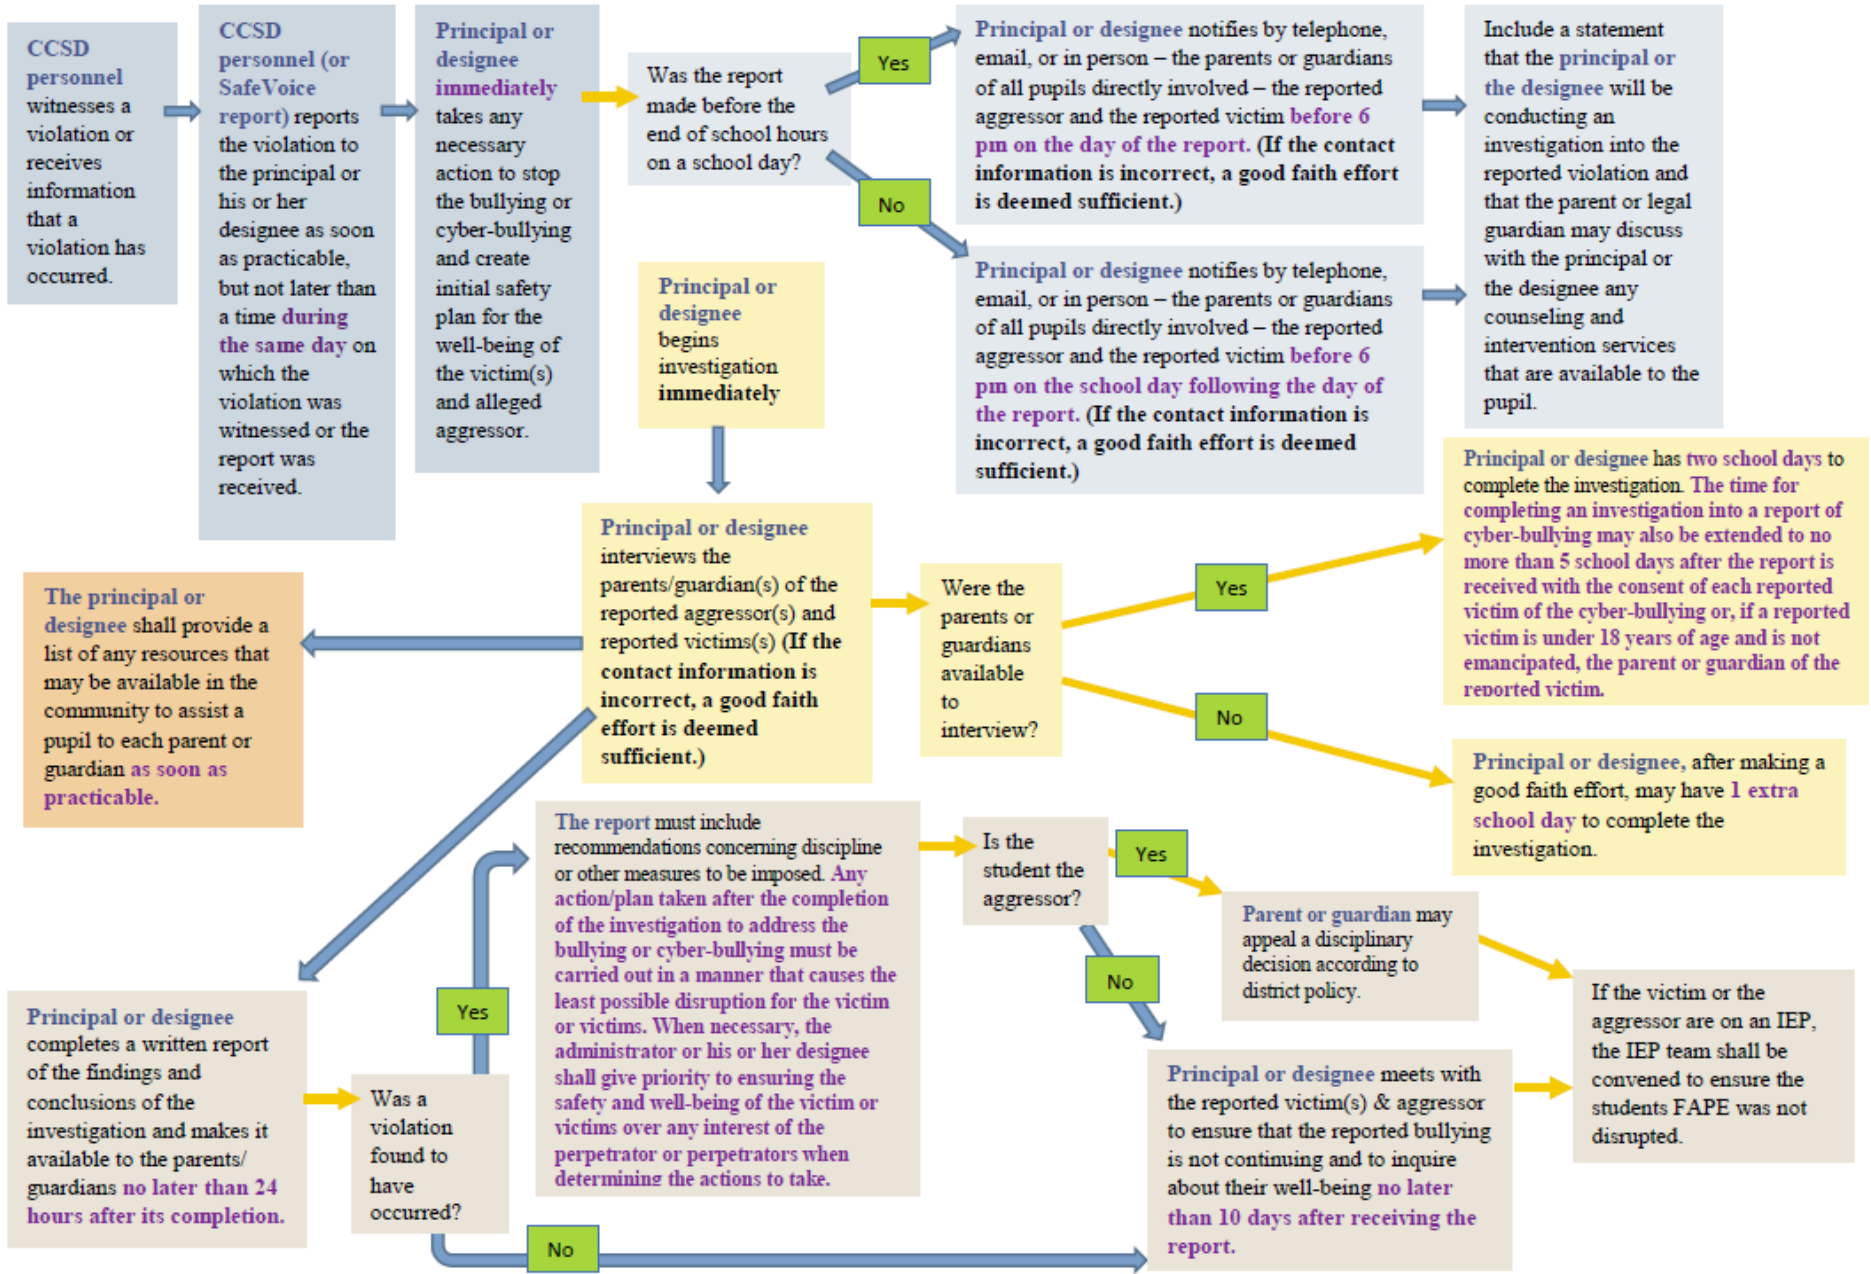 CCSD
personnel
witnesses a
violation or
receives
information
that a
violation has
occurred.
CCSD
personnel (or
SafeVoice
report) reports
the violation to
the principal or
his or her
designee as soon
as practicable,
but not later than
a time during
the same day on
which the
violation was
witnessed or the
report was
received.
Principal or
designee
immediately
takes any
necessary
action to stop
the bullying or
cyber-bullying
and create
initial safety
plan for the
well-being of
the victim(s)
and alleged
aggressor.
Was the report
made before the
end of school hours
on a school day?
Yes
No
Principal or designee notifies by telephone,
email, or in person – the parents or guardians
of all pupils directly involved – the reported
aggressor and the reported victim before 6
pm on the day of the report. (If the contact
information is incorrect, a good faith effort
is deemed sufficient.)
Principal or designee notifies by telephone,
email, or in person – the parents or guardians
of all pupils directly involved – the reported
aggressor and the reported victim before 6
pm on the school day following the day of
the report. (If the contact information is
incorrect, a good faith effort is deemed
sufficient.)
Include a statement
that the principal or
the designee will be
conducting an
investigation into the
reported violation and
that the parent or legal
guardian may discuss
with the principal or
the designee any
counseling and
intervention services
that are available to the
pupil.
Principal or
designee
begins
investigation
immediately
Principal or designee
interviews the
parents/guardian(s) of the
reported aggressor(s) and
reported victims(s) (If the
contact information is
incorrect, a good faith
effort is deemed
sufficient.)
Were the
parents or
guardians
available
to
interview?
Yes
No
Principal or designee has two school days to
complete the investigation. The time for
completing an investigation into a report of
cyber-bullying may also be extended to no
more than 5 school days after the report is
received with the consent of each reported
victim of the cyber-bullying or, if a reported
victim is under 18 years of age and is not
emancipated, the parent or guardian of the
reported victim.
Principal or designee, after making a
good faith effort, may have 1 extra
school day to complete the
investigation.
The principal or
designee shall provide a
list of any resources that
may be available in the
community to assist a
pupil to each parent or
guardian as soon as
practicable.
Principal or designee
completes a written report
of the findings and
conclusions of the
investigation and makes it
available to the parents/
guardians no later than 24
hours after its completion.
Was a
violation
found to
have
occurred?
Yes
No
The report must include
recommendations concerning discipline
or other measures to be imposed. Any
action/plan taken after the completion
of the investigation to address the
bullying or cyber-bullying must be
carried out in a manner that causes the
least possible disruption for the victim
or victims. When necessary, the
administrator or his or her designee
shall give priority to ensuring the
safety and well-being of the victim or
victims over any interest of the
perpetrator or perpetrators when
determining the actions to take.
Is the
student the
aggressor?
Yes
No
Parent or guardian may
appeal a disciplinary
decision according to
district policy.
Principal or designee meets with
the reported victim(s) & aggressor
to ensure that the reported bullying
is not continuing and to inquire
about their well-being no later
than 10 days after receiving the
report.
If the victim or the
aggressor are on an IEP,
the IEP team shall be
convened to ensure the
students FAPE was not
disrupted.